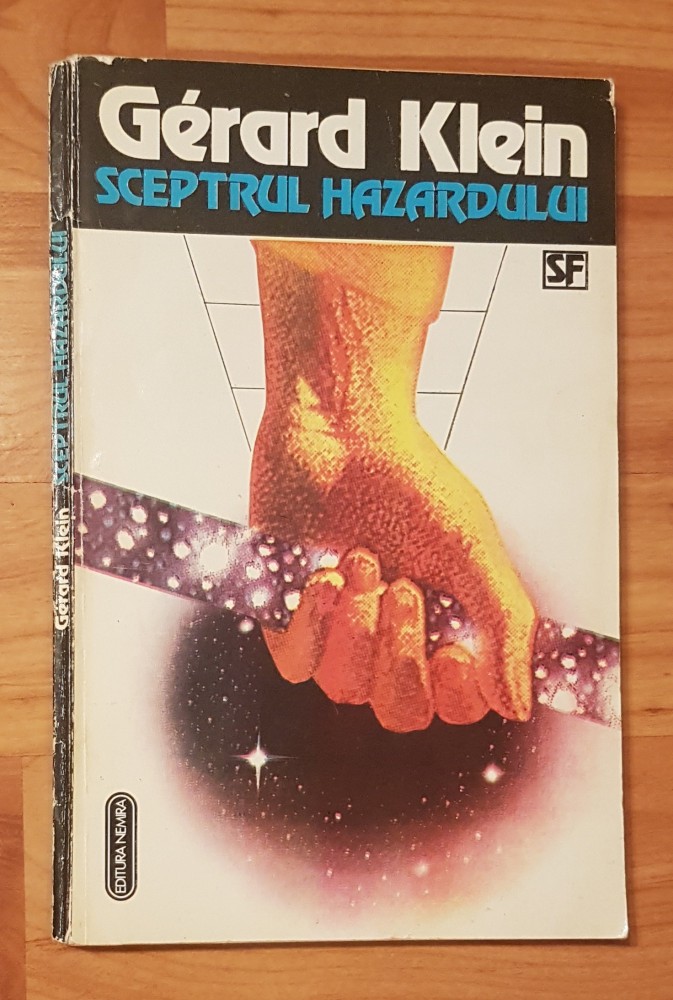 Gérard Klein
SCEPTRUL HAZARDULUI
SF
EDITURA NEMIRA
Gérard Klein SCEPTRUL HAZARDULUI